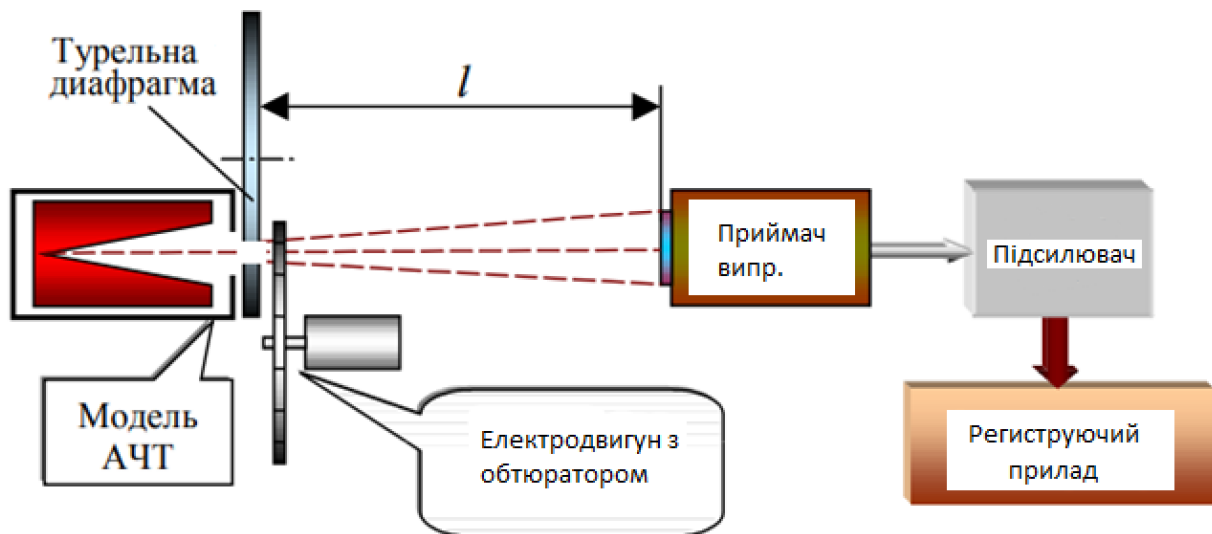 Турельна
диафрагма
l
Приймач
випр.
Підсилювач
Модель
АЧТ
Електродвигун з
обтюратором
Региструючий
прилад